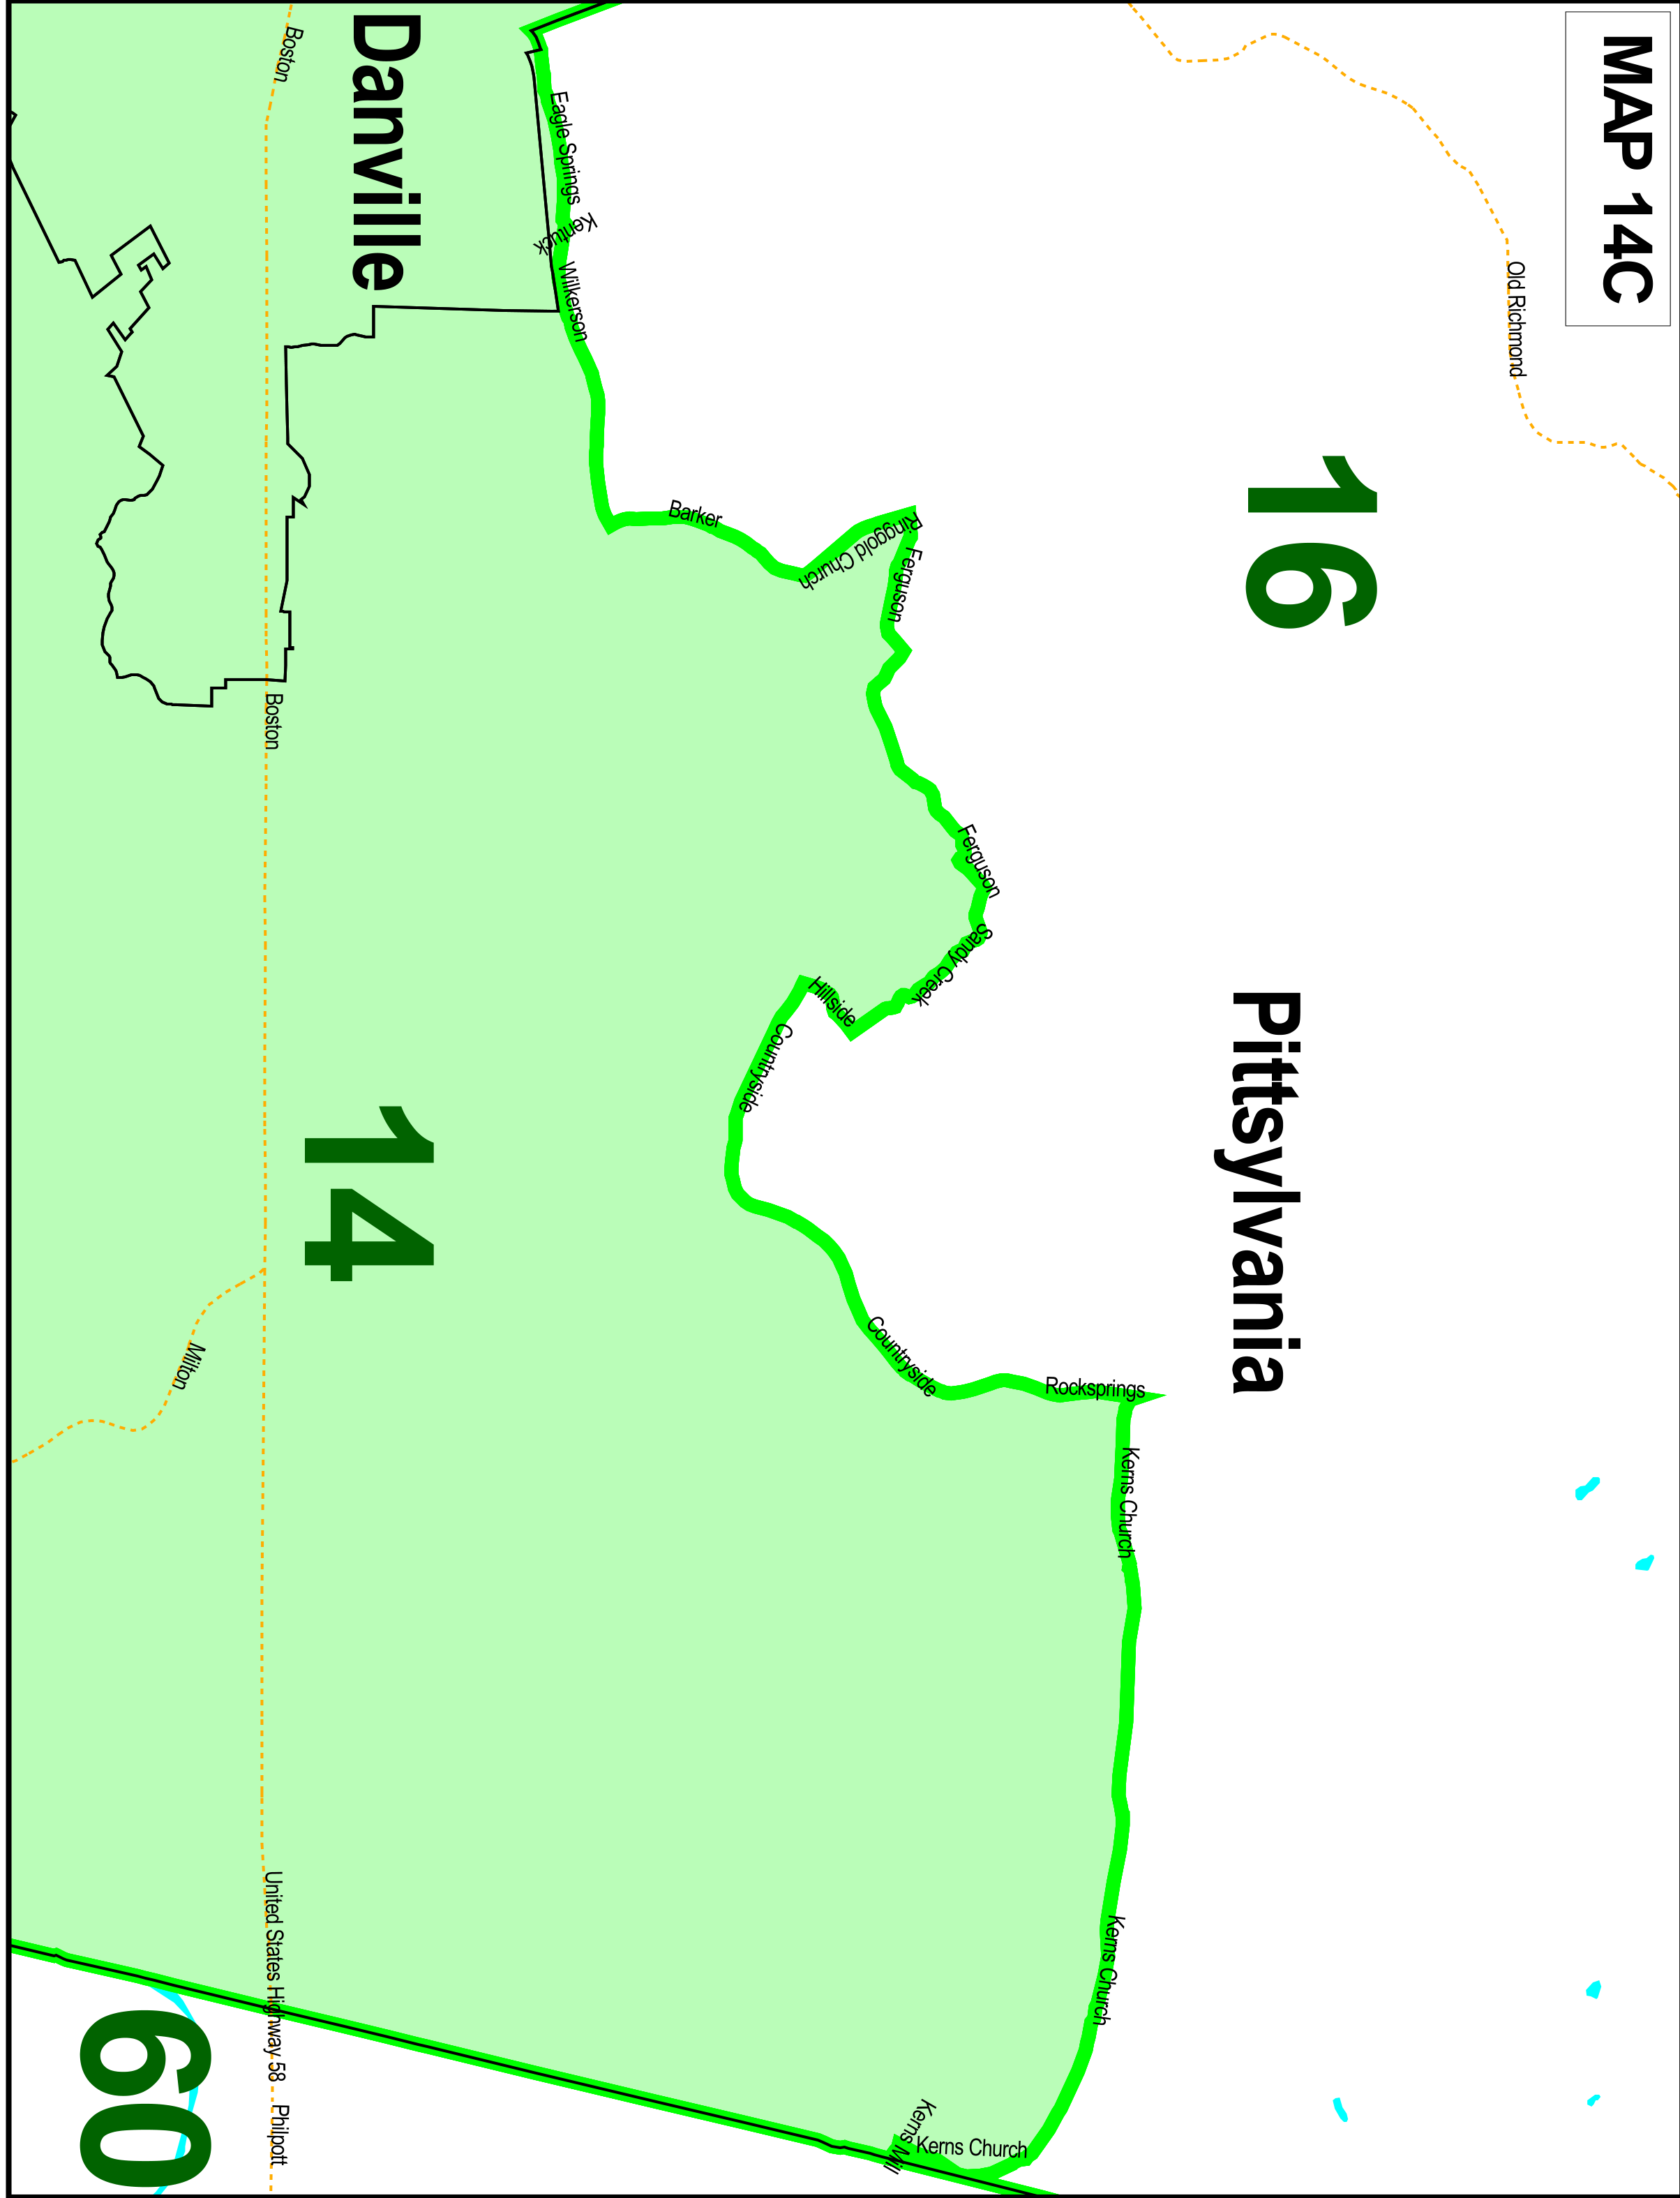 MAP 14C
Old Richmond
16
Pittsylvania
Danville
Boston
Eagle Springs
Kentuck
Wilkerson
Barker
Ringgold Church
Ferguson
Ferguson
Sandy Creek
Hillside
Countryside
Countryside
Rocksprings
Kerns Church
Kerns Church
Kerns Church
Kerns Mill
Boston
14
Milton
United States Highway 58
Philpott
60